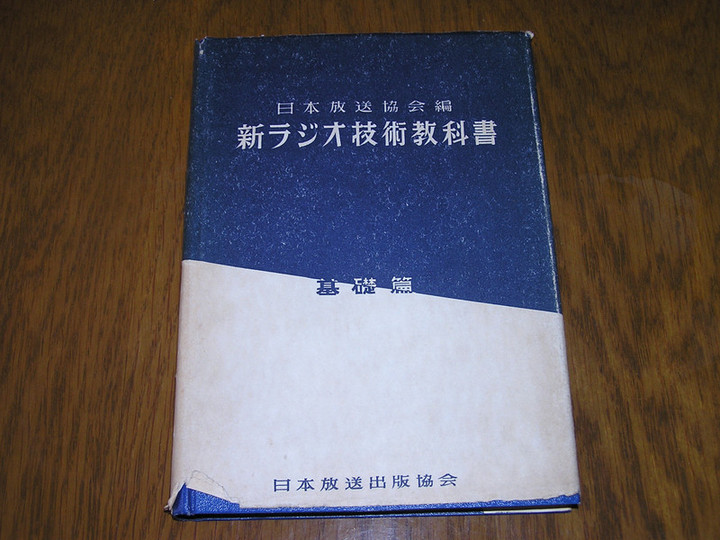 日本放送協会編
新ラジオ技術教科書
基礎篇
日本放送出版協会